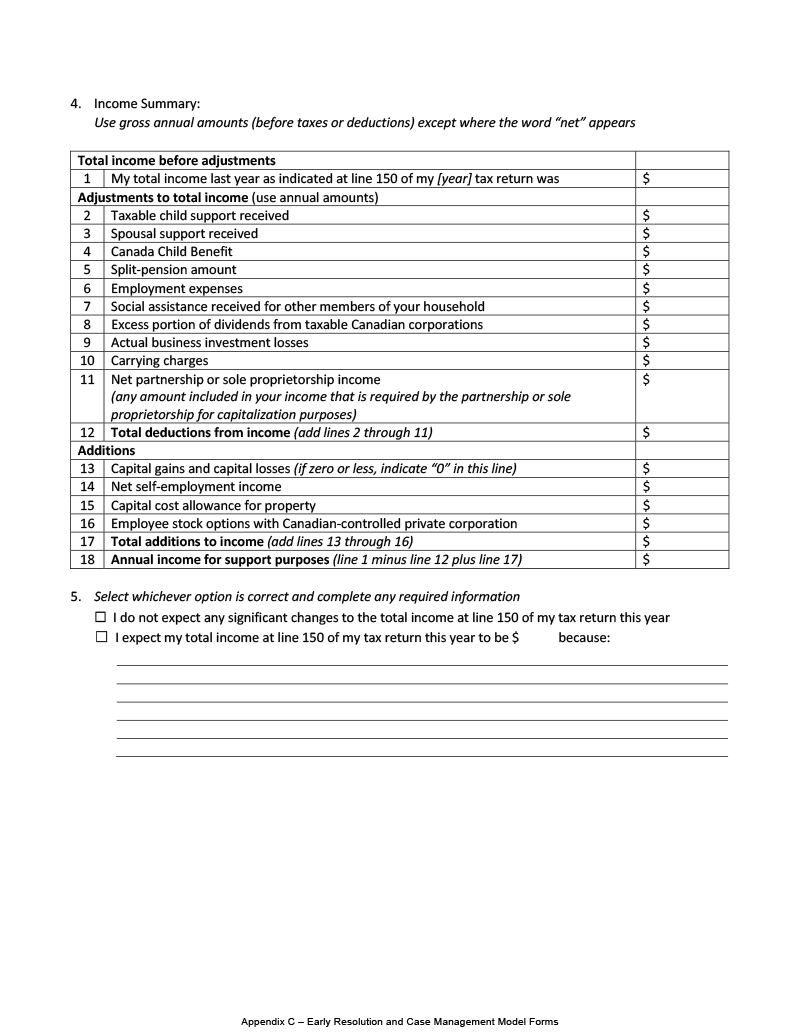 4. Income Summary:
Use gross annual amounts (before taxes or deductions) except where the word “net” appears
Total income before adjustments
1 My total income last year as indicated at line 150 of my [year] tax return was $
Adjustments to total income (use annual amounts)
2 Taxable child support received $
3 Spousal support received $
4 Canada Child Benefit $
5 Split-pension amount $
6 Employment expenses $
7 Social assistance received for other members of your household $
8 Excess portion of dividends from taxable Canadian corporations $
9 Actual business investment losses $
10 Carrying charges $
11 Net partnership or sole proprietorship income $
(any amount included in your income that is required by the partnership or sole
proprietorship for capitalization purposes)
12 Total deductions from income (add lines 2 through 11) $
Additions
13 Capital gains and capital losses (if zero or less, indicate “0” in this line) $
14 Net self-employment income $
15 Capital cost allowance for property $
16 Employee stock options with Canadian-controlled private corporation $
17 Total additions to income (add lines 13 through 16) $
18 Annual income for support purposes (line 1 minus line 12 plus line 17) $
5. Select whichever option is correct and complete any required information
☐ I do not expect any significant changes to the total income at line 150 of my tax return this year
☐ I expect my total income at line 150 of my tax return this year to be $ because:
Appendix C – Early Resolution and Case Management Model Forms